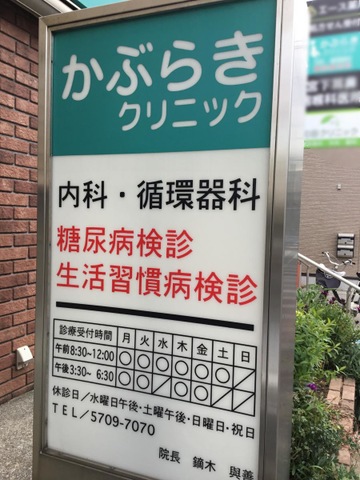 かぶらき
クリニック
内科・循環器科
糖尿病検診
生活習慣病検診
診療受付時間 月 火 水 木 金 土 日
午前8:30~12:00 ○ ○ ○ ○ ○ ○ ／
午後3:30~ 6:30 ○ ○ ／ ○ ○ ／ ／
休診日／水曜日午後・土曜午後・日曜日・祝日
TEL／5709-7070
院長 鏑木 與善